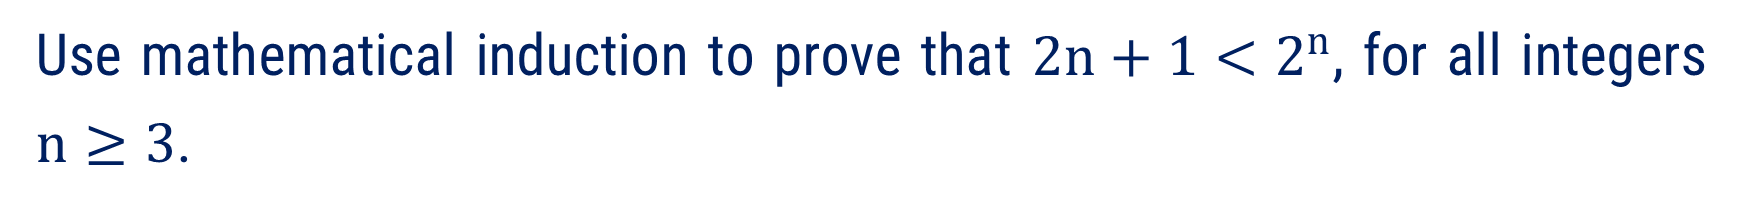 Use mathematical induction to prove that 2n + 1 < 2ⁿ, for all integers
n ≥ 3.